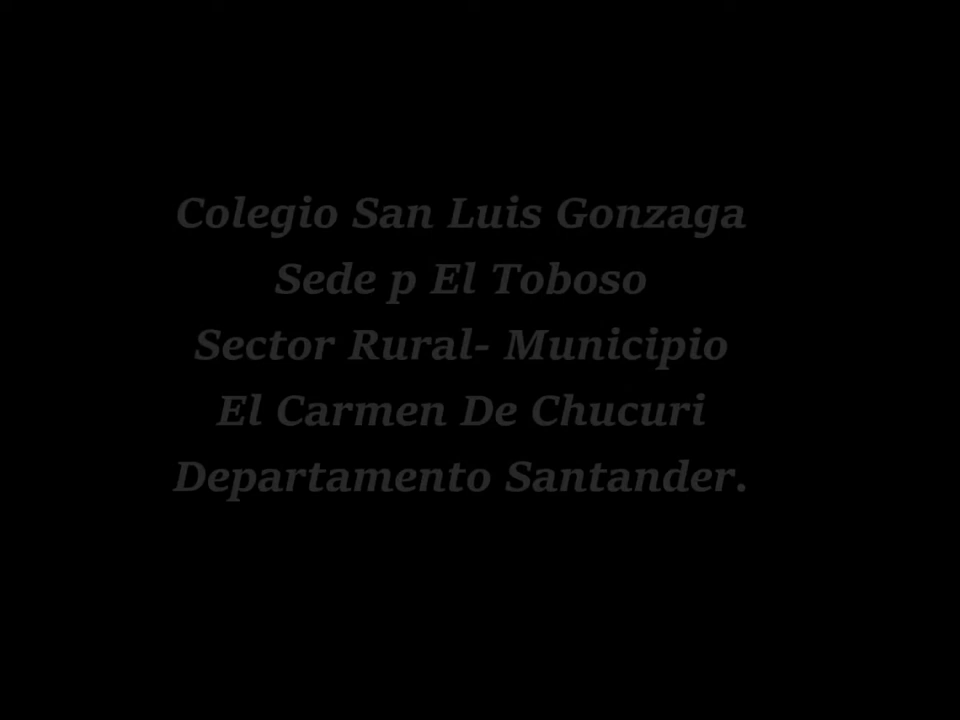 Colegio San Luis Gonzaga
Sede p El Toboso
Sector Rural- Municipio
El Carmen De Chucuri
Departamento Santander.